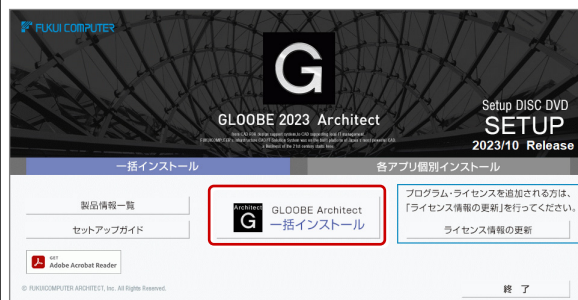 FUKUI COMPUTER
G
GLOOBE 2023 Architect
Setup DISC DVD
SETUP
2023/10 Release
一括インストール
各アプリ個別インストール
製品情報一覧
セットアップガイド
GET
Adobe Acrobat Reader
Architect
G
GLOOBE Architect
一括インストール
プログラム・ライセンスを追加される方は、
「ライセンス情報の更新」を行ってください。
ライセンス情報の更新
© FUKUICOMPUTER ARCHITECT, Inc. All Rights Reserved.
終 了